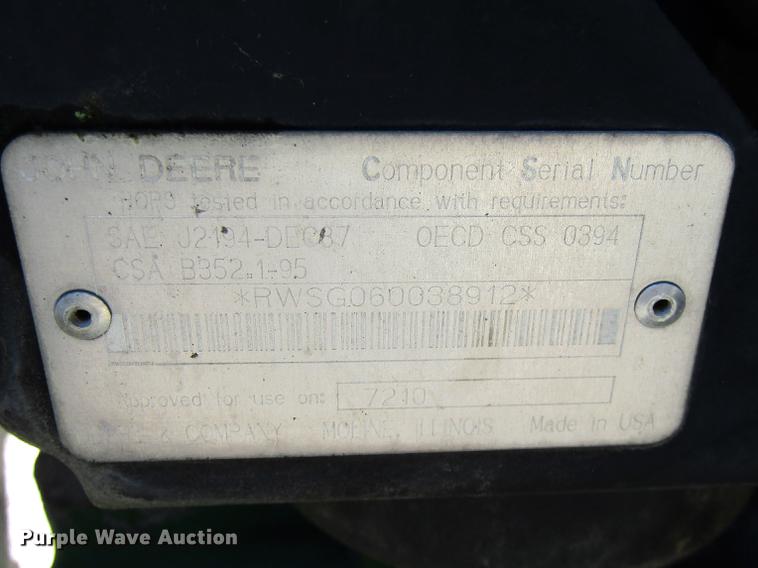 JOHN DEERE Component Serial Number
tested in accordance with requirements:
SAE J2194-DEC87 OECD CSS 0394
CSA B352.1-95
*RWSG060038912*
Approved for use on: 7210
& COMPANY MOLINE, ILLINOIS Made in USA
Purple Wave Auction